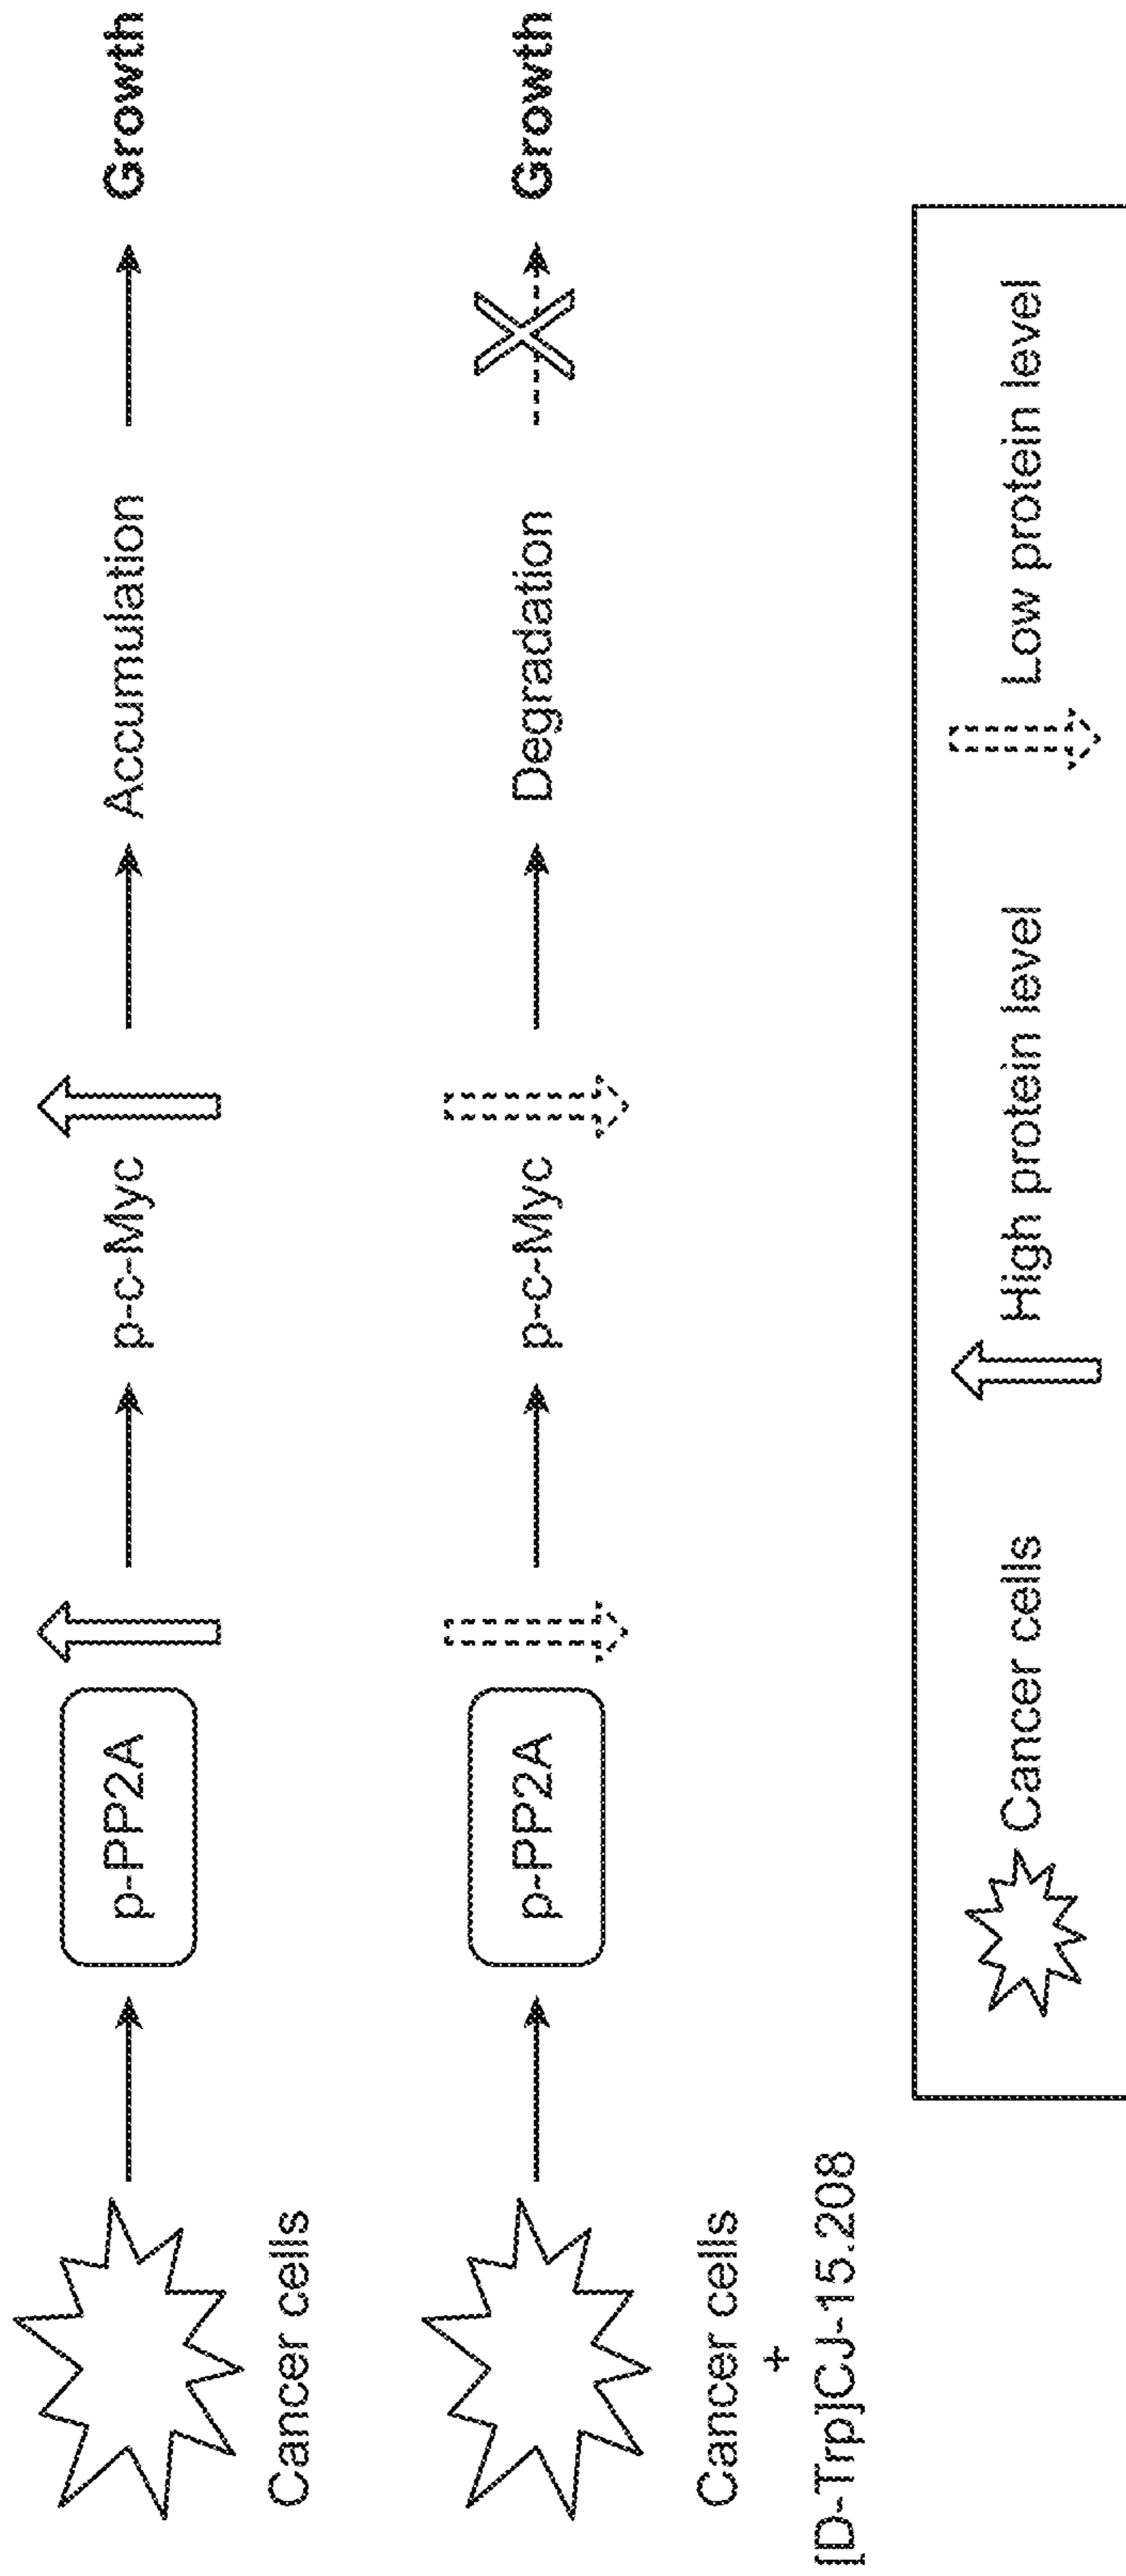 Cancer cells
p-PP2A
p-c-Myc
Accumulation
Growth
Cancer cells
+
[D-Trp]CJ-15.208
p-PP2A
p-c-Myc
Degradation
Growth
Cancer cells
High protein level
Low protein level